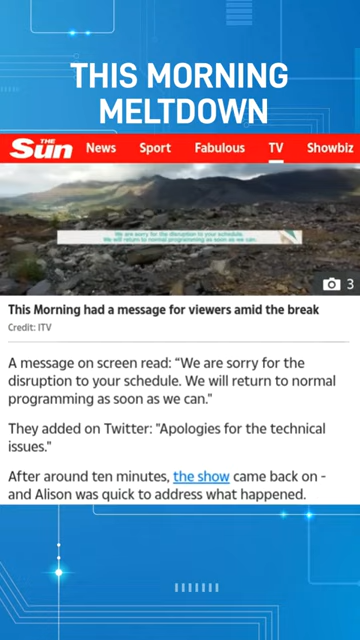 THIS MORNING
MELTDOWN
THE Sun News Sport Fabulous TV Showbiz
We are sorry for the disruption to your schedule.
We will return to normal programming as soon as we can.
3
This Morning had a message for viewers amid the break
Credit: ITV
A message on screen read: “We are sorry for the
disruption to your schedule. We will return to normal
programming as soon as we can."
They added on Twitter: "Apologies for the technical
issues."
After around ten minutes, the show came back on -
and Alison was quick to address what happened.